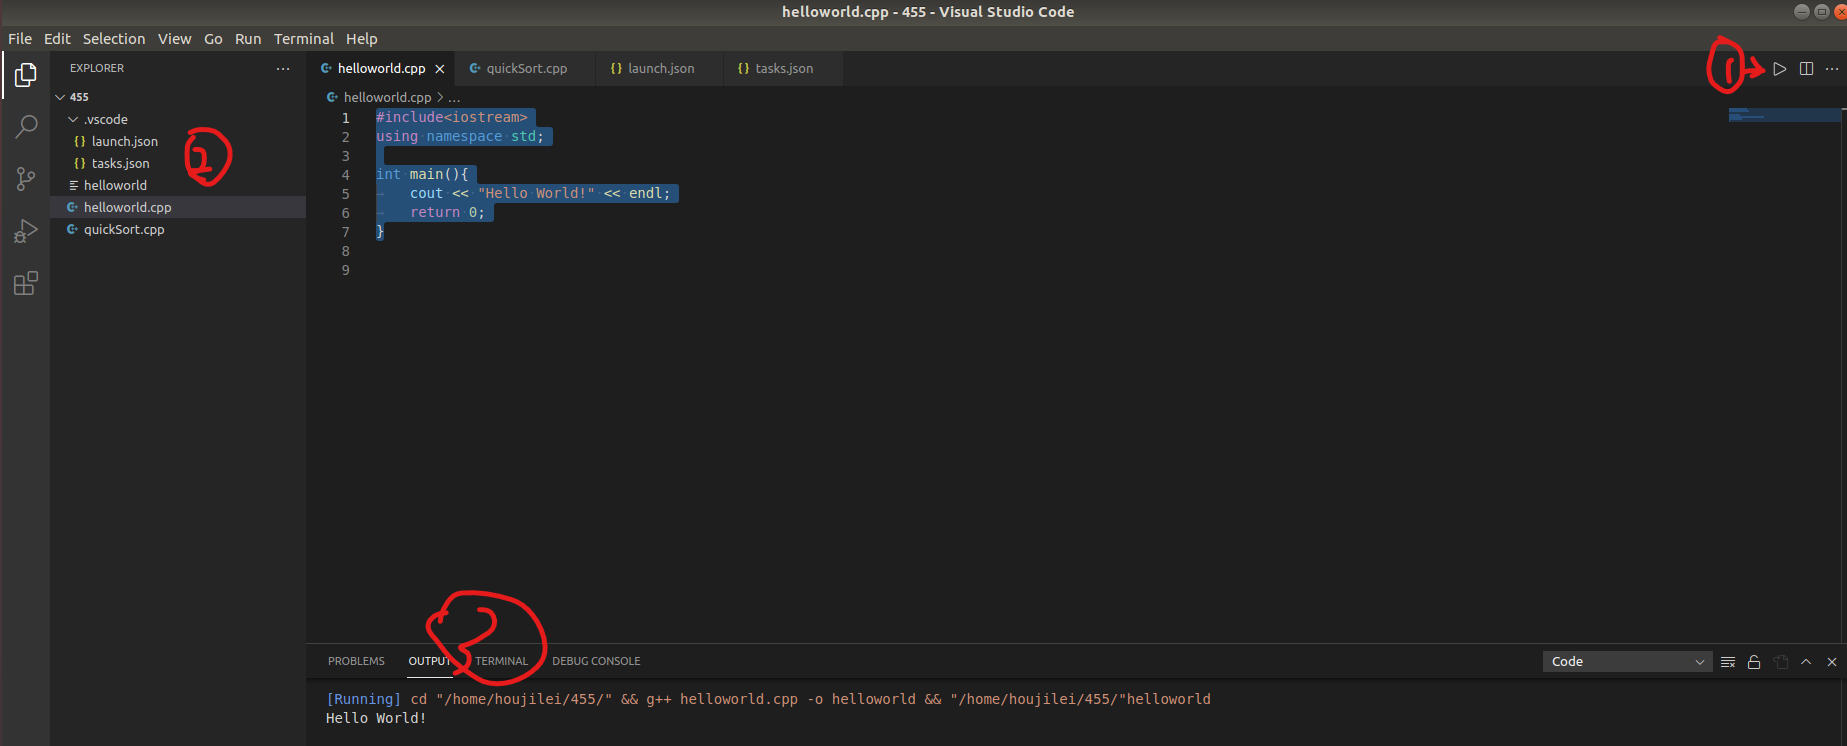 helloworld.cpp - 455 - Visual Studio Code
File Edit Selection View Go Run Terminal Help
EXPLORER ...
455
.vscode
{} launch.json
{} tasks.json
helloworld
helloworld.cpp
quickSort.cpp
2
helloworld.cpp × quickSort.cpp {} launch.json {} tasks.json
1
helloworld.cpp > ...
1 #include<iostream>
2 using namespace std;
3
4 int main(){
5 cout << "Hello World!" << endl;
6 return 0;
7 }
8
9
3
PROBLEMS OUTPUT TERMINAL DEBUG CONSOLE Code
[Running] cd "/home/houjilei/455/" && g++ helloworld.cpp -o helloworld && "/home/houjilei/455/"helloworld
Hello World!